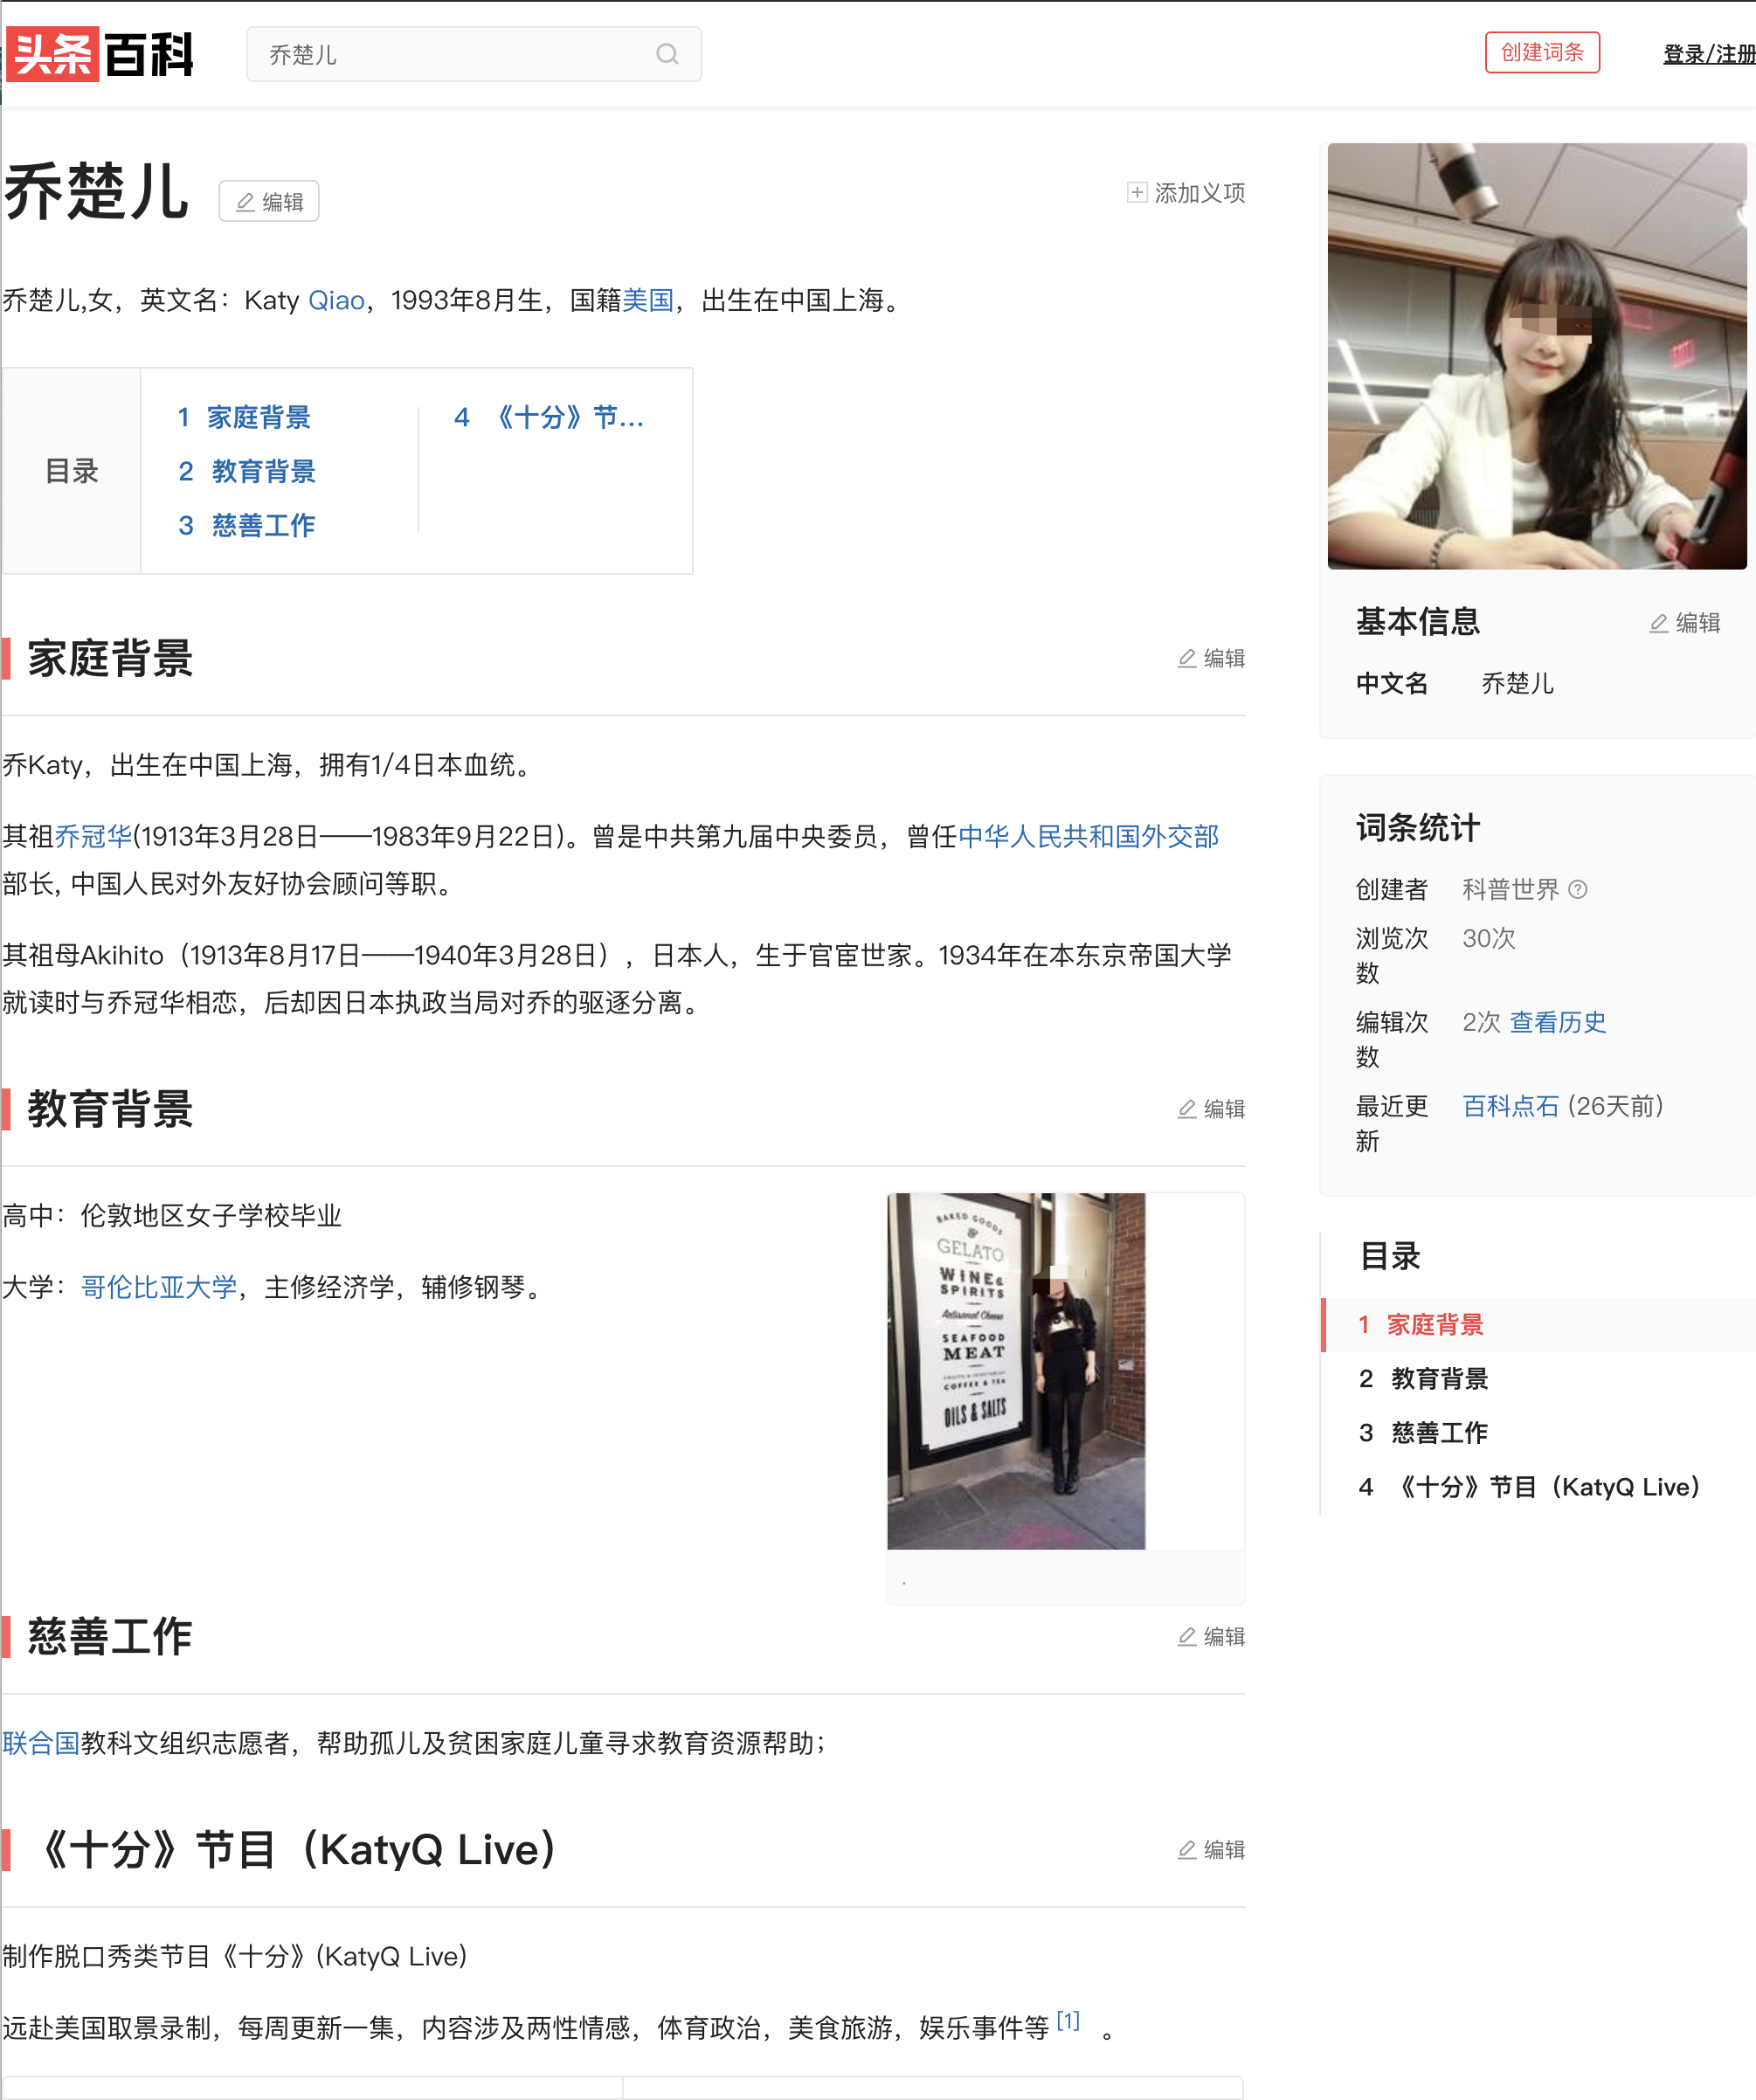 头条百科
乔楚儿
创建词条
登录/注册
乔楚儿
编辑
添加义项
乔楚儿,女，英文名：Katy Qiao，1993年8月生，国籍美国，出生在中国上海。
目录
1 家庭背景
2 教育背景
3 慈善工作
4 《十分》节...
家庭背景
编辑
乔Katy，出生在中国上海，拥有1/4日本血统。
其祖乔冠华(1913年3月28日——1983年9月22日)。曾是中共第九届中央委员，曾任中华人民共和国外交部
部长, 中国人民对外友好协会顾问等职。
其祖母Akihito（1913年8月17日——1940年3月28日），日本人，生于官宦世家。1934年在本东京帝国大学
就读时与乔冠华相恋，后却因日本执政当局对乔的驱逐分离。
教育背景
编辑
高中：伦敦地区女子学校毕业
大学：哥伦比亚大学，主修经济学，辅修钢琴。
BAKED GOODS
&
GELATO
WINE&
SPIRITS
Artisanal Cheese
SEAFOOD
MEAT
COFFEE & TEA
OILS & SALTS
.
慈善工作
编辑
联合国教科文组织志愿者，帮助孤儿及贫困家庭儿童寻求教育资源帮助；
《十分》节目（KatyQ Live）
编辑
制作脱口秀类节目《十分》(KatyQ Live)
远赴美国取景录制，每周更新一集，内容涉及两性情感，体育政治，美食旅游，娱乐事件等 [1] 。
基本信息
编辑
中文名 乔楚儿
词条统计
创建者 科普世界 ?
浏览次 30次
数
编辑次 2次 查看历史
数
最近更 百科点石 (26天前)
新
目录
1 家庭背景
2 教育背景
3 慈善工作
4 《十分》节目（KatyQ Live）